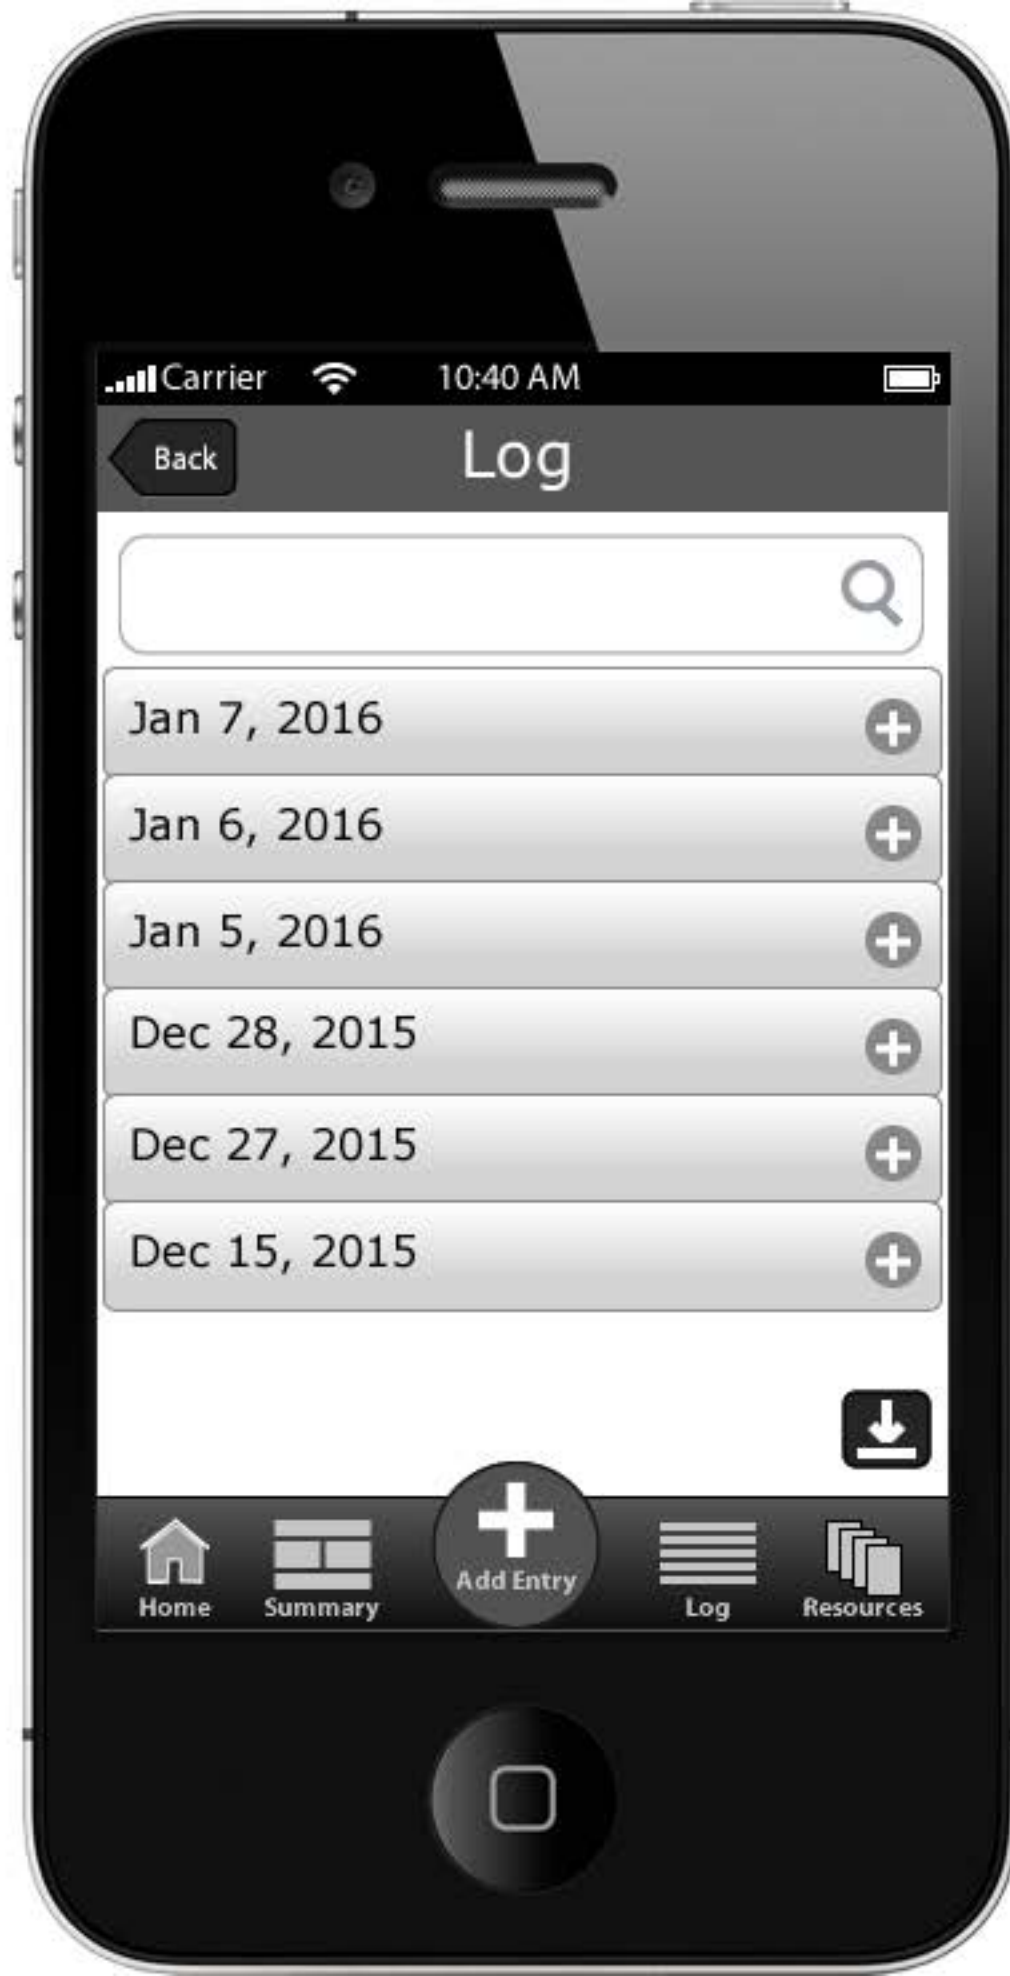 Carrier 10:40 AM
Back Log
Jan 7, 2016
Jan 6, 2016
Jan 5, 2016
Dec 28, 2015
Dec 27, 2015
Dec 15, 2015
Home Summary Add Entry Log Resources